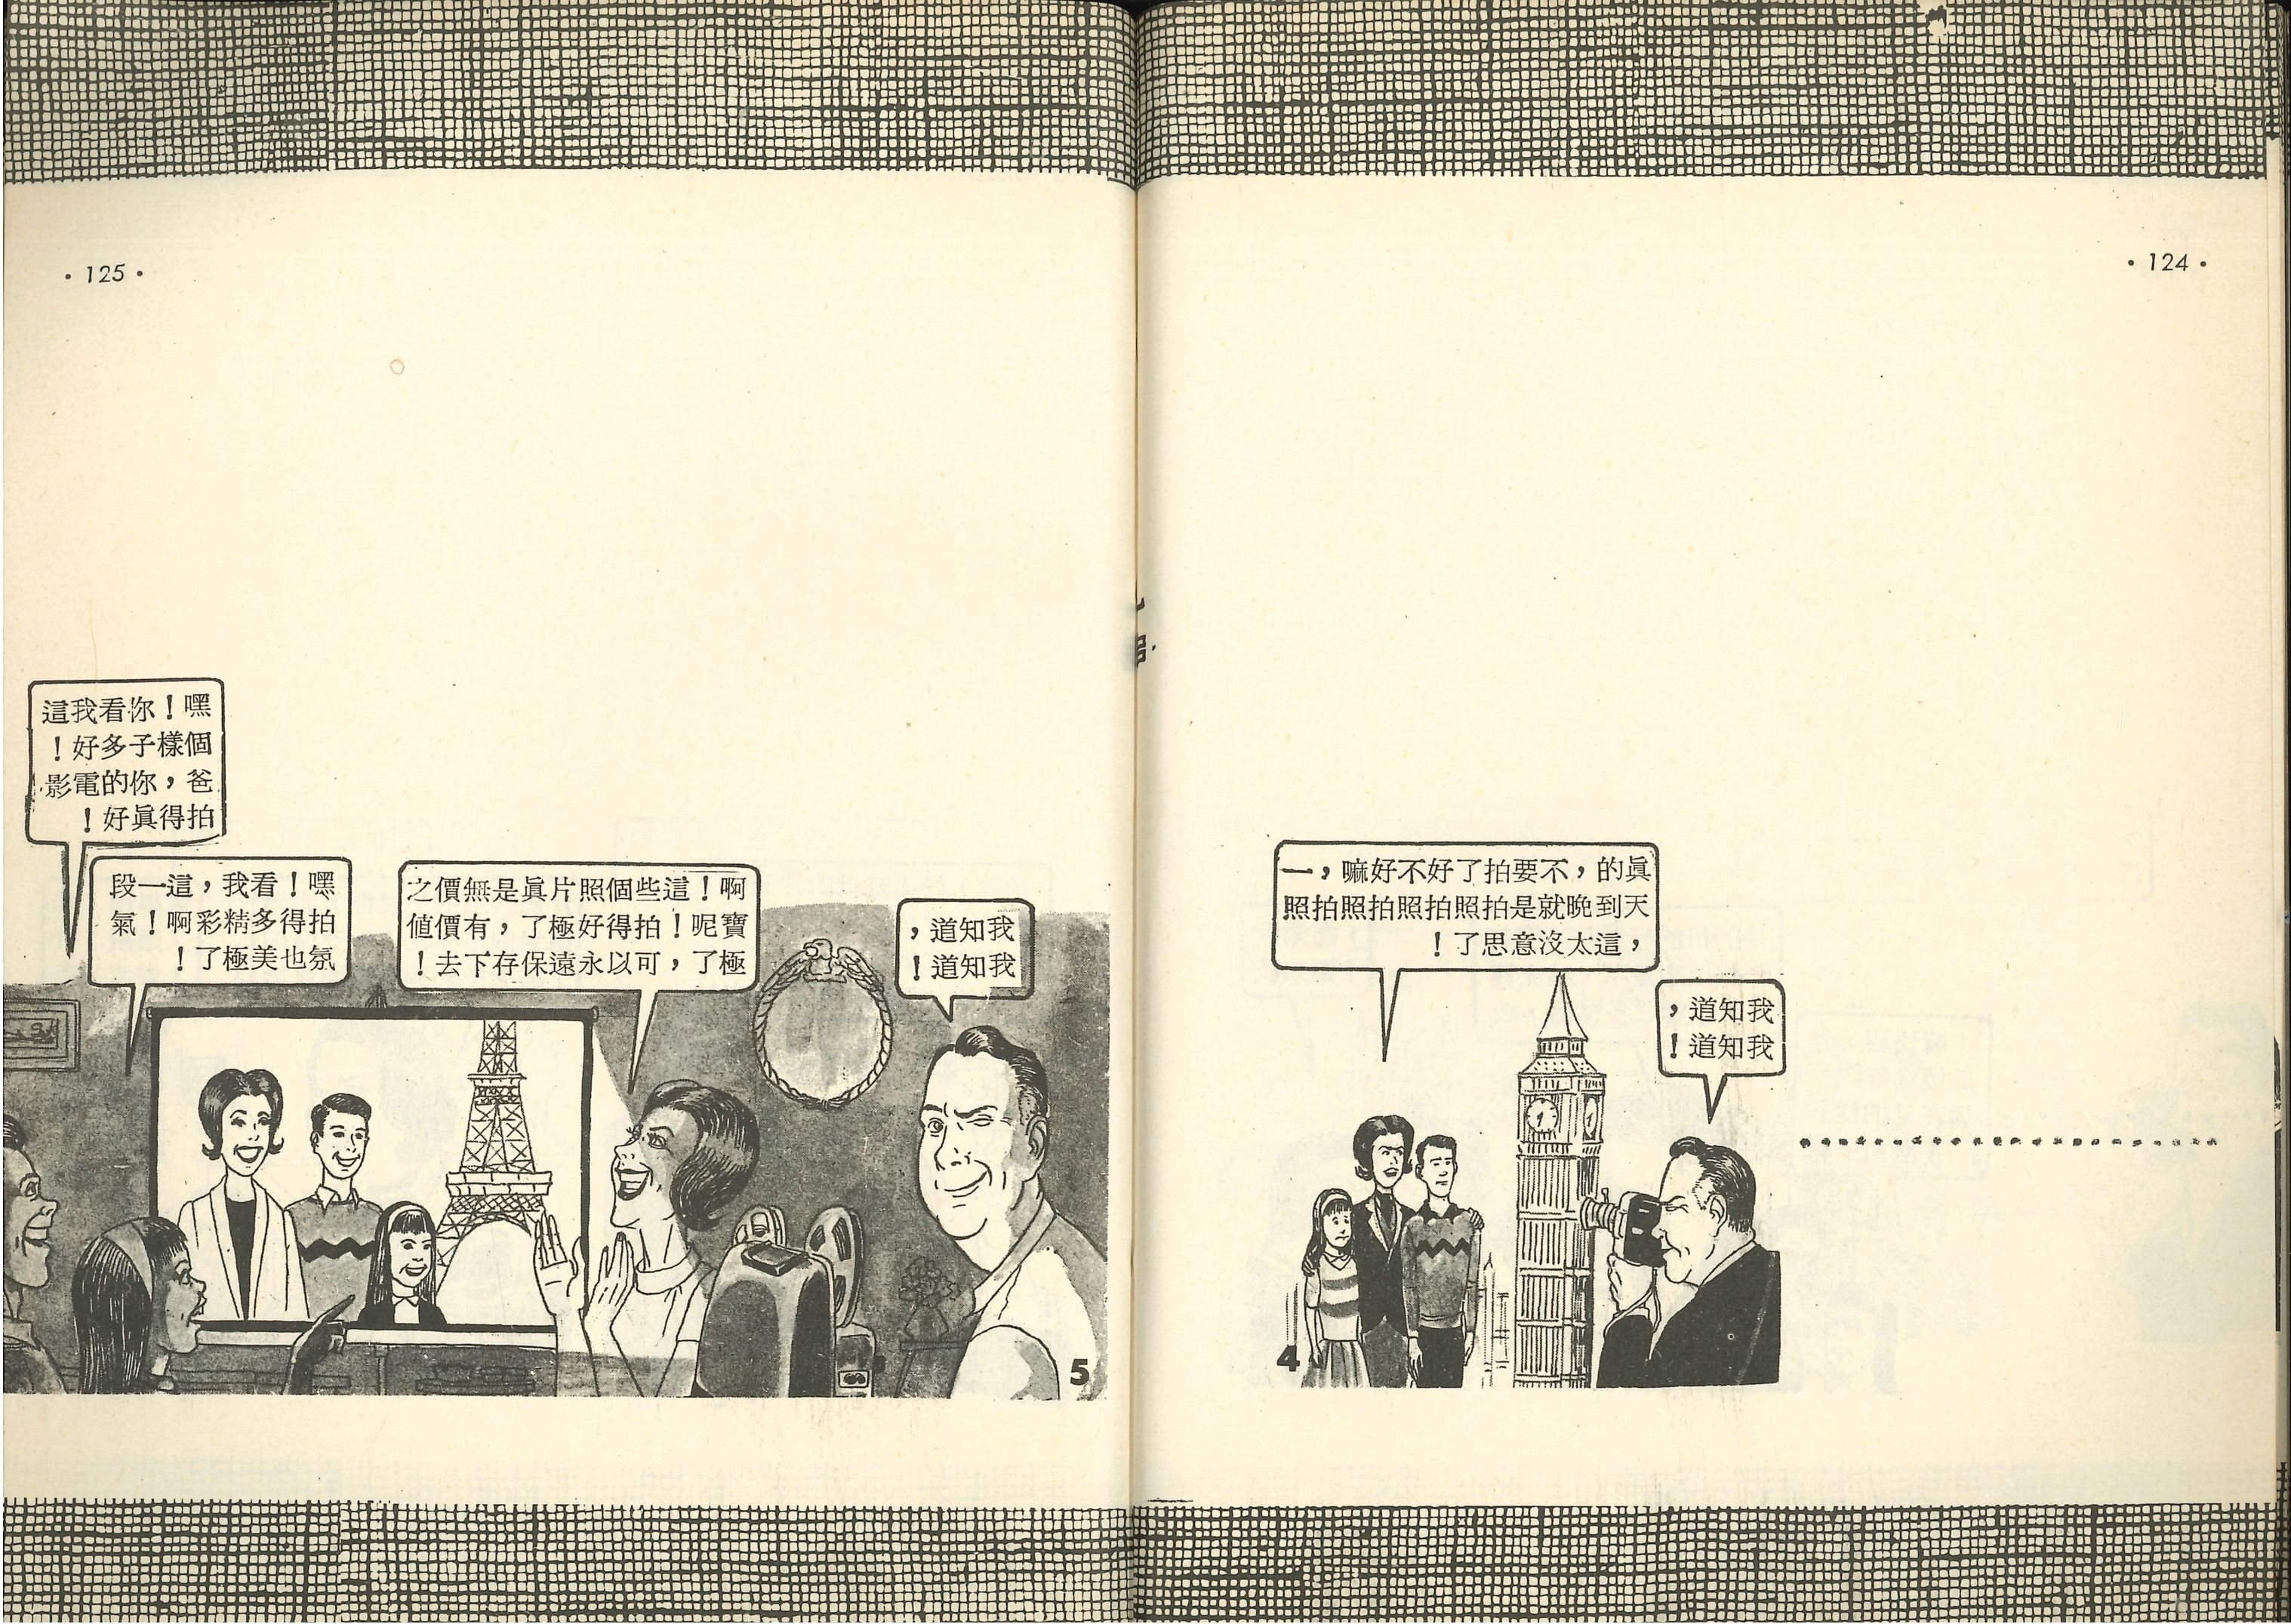 · 124 ·
眞的，不要拍了好不好嘛，一
天到晚就是拍照拍照拍照拍照
，這太沒意思了！
我知道，
我知道！
4
· 125 ·
我知道，
我知道！
啊！這些個照片眞是無價之
寶呢！拍得好極了，有價値
極了，可以永遠保存下去！
嘿！看我，這一段
拍得多精彩啊！氣
氛也美極了！
嘿！你看我這
個樣子多好！
爸，你的電影
拍得眞好！
5